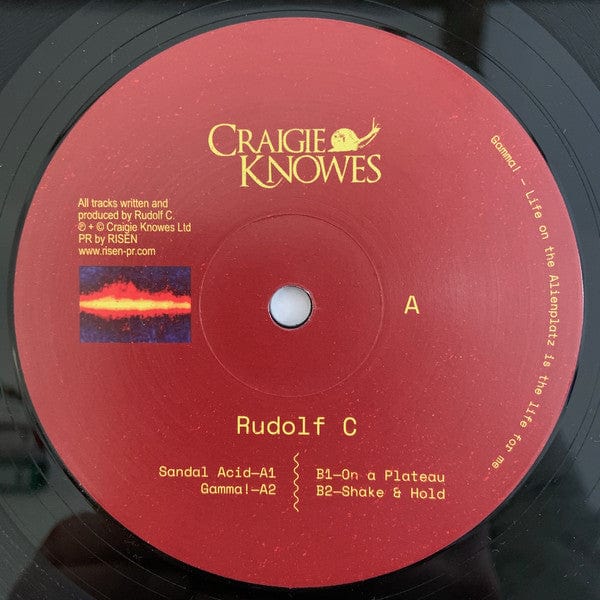 CRAIGIE
KNOWES
All tracks written and
produced by Rudolf C.
℗ + © Craigie Knowes Ltd
PR by RISEN
www.risen-pr.com
Gamma! - Life on the Alienplatz is the life for me.
A
Rudolf C
Sandal Acid—A1
Gamma!—A2
B1—On a Plateau
B2—Shake & Hold